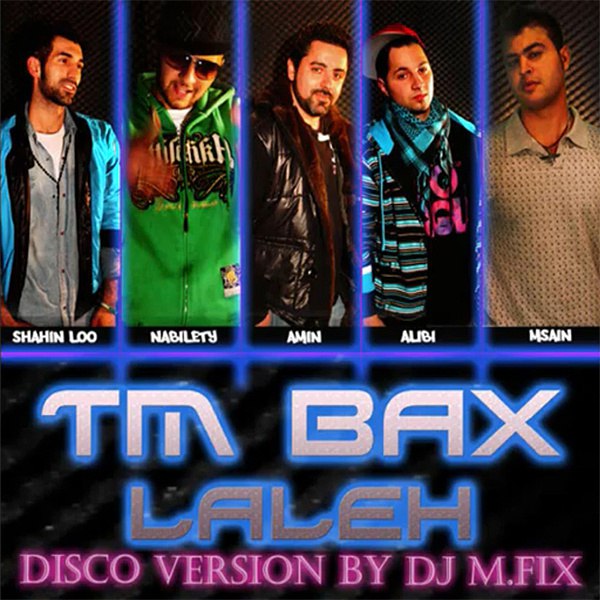 SHAHIN LOO NABILETY AMIN ALIBI MSAIN
TM BAX
LALEH
DISCO VERSION BY DJ M.FIX